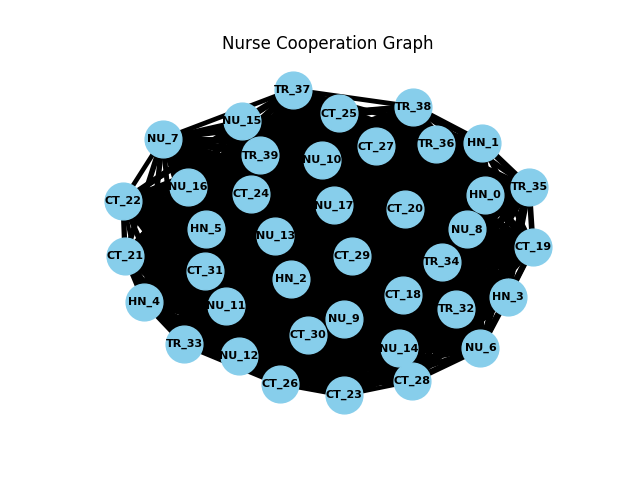 Nurse Cooperation Graph
TR_37
TR_38
CT_25
NU_15
NU_7
HN_1
TR_36
CT_27
TR_39
NU_10
NU_16
TR_35
CT_24
HN_0
CT_22
NU_17
CT_20
HN_5
NU_8
NU_13
CT_19
CT_21
CT_29
TR_34
CT_31
HN_2
CT_18
HN_3
HN_4
NU_11
TR_32
NU_9
CT_30
TR_33
NU_14
NU_6
NU_12
CT_28
CT_26
CT_23